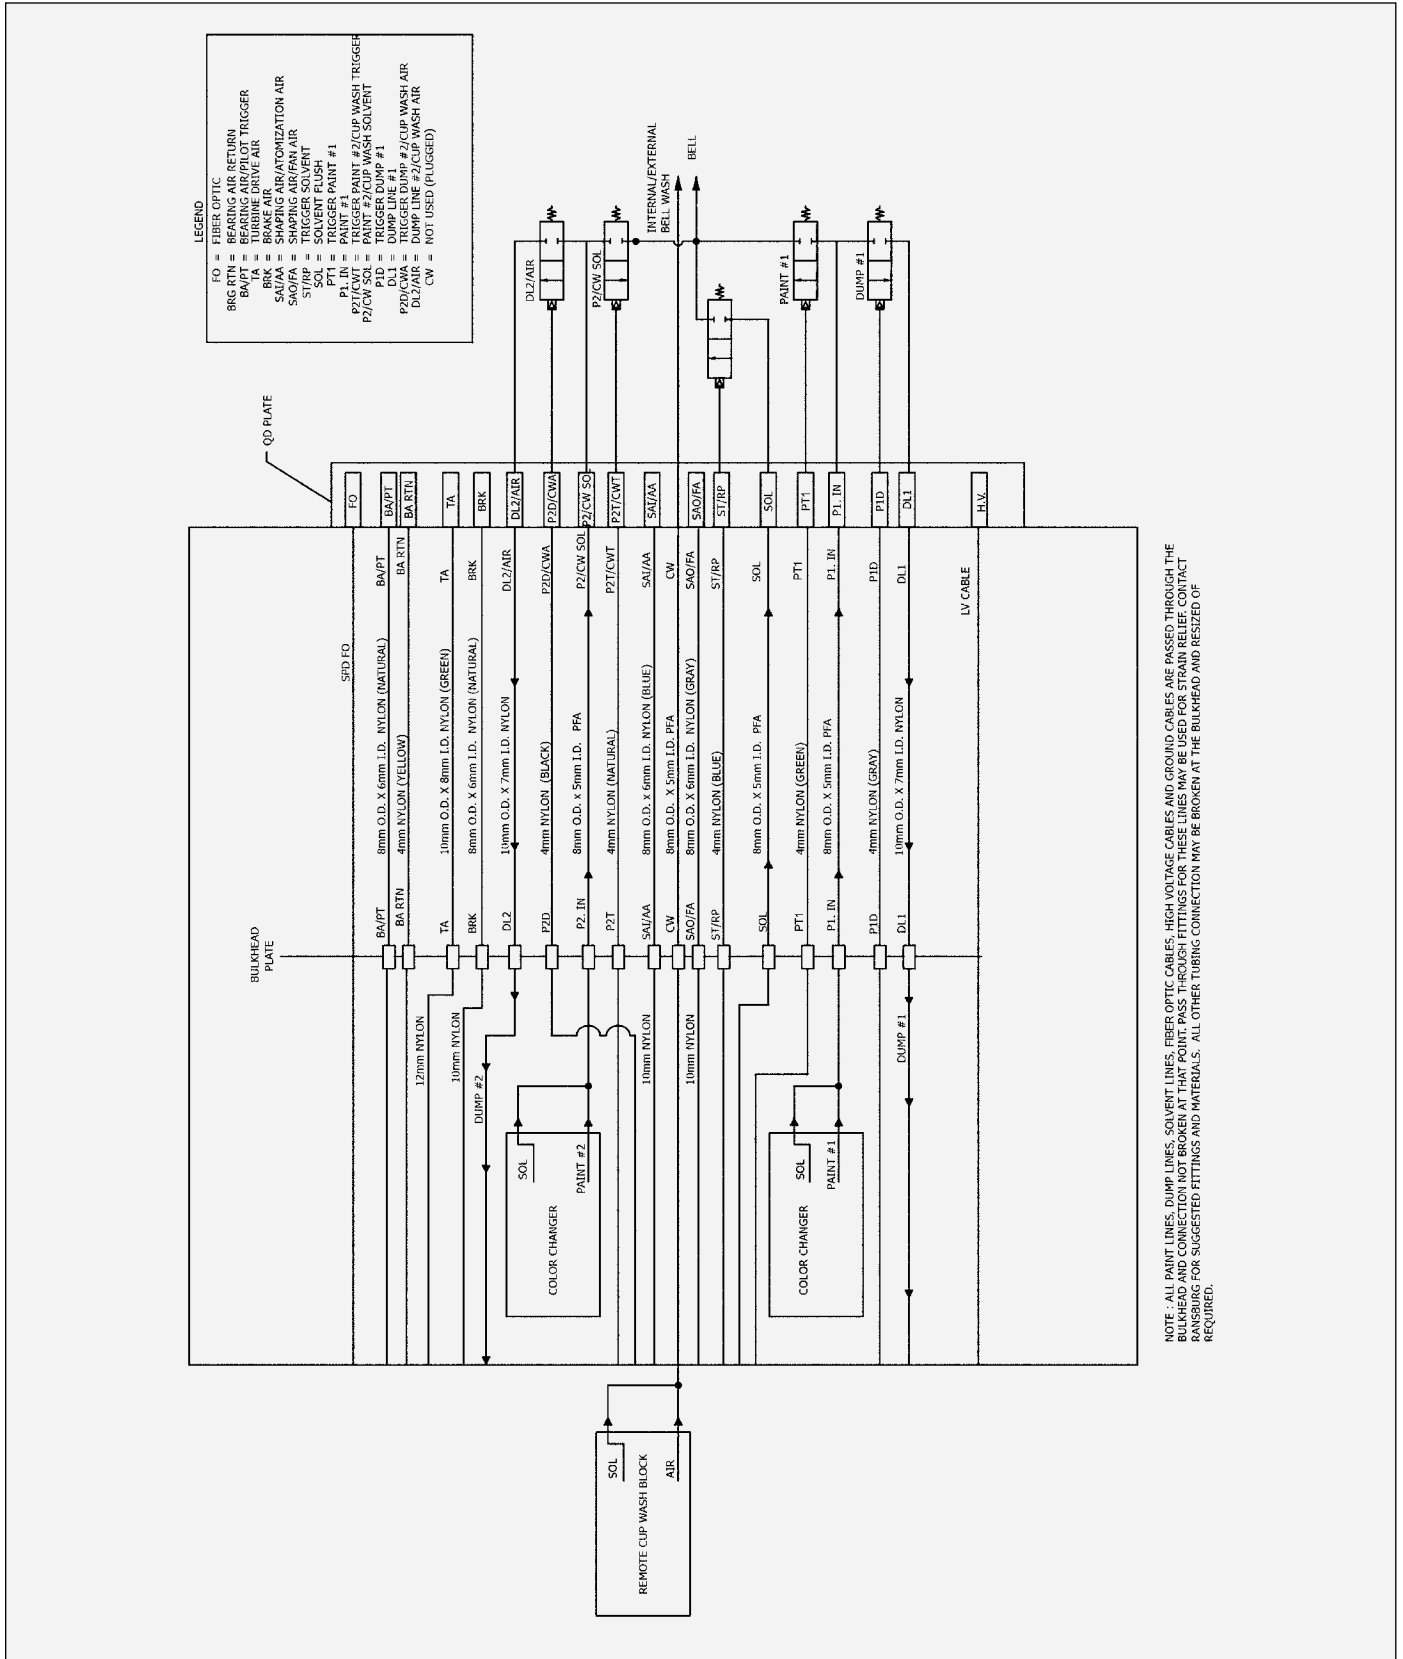 LEGEND
FO = FIBER OPTIC
BRG RTN = BEARING AIR RETURN
BA/PT = BEARING AIR/PILOT TRIGGER
TA = TURBINE DRIVE AIR
BRK = BRAKE AIR
SAI/AA = SHAPING AIR/ATOMIZATION AIR
SAO/FA = SHAPING AIR/FAN AIR
ST/RP = TRIGGER SOLVENT
SOL = SOLVENT FLUSH
PT1 = TRIGGER PAINT #1
P1. IN = PAINT #1
P2T/CWT = TRIGGER PAINT #2/CUP WASH TRIGGER
P2/CW SOL = PAINT #2/CUP WASH SOLVENT
P1D = TRIGGER DUMP #1
DL1 = DUMP LINE #1
P2D/CWA = TRIGGER DUMP #2/CUP WASH AIR
DL2/AIR = DUMP LINE #2/CUP WASH AIR
CW = NOT USED (PLUGGED)
QD PLATE
DL2/AIR
P2/CW SOL
INTERNAL/EXTERNAL
BELL WASH
BELL
PAINT #1
DUMP #1
FO
BA/PT
BA RTN
TA
BRK
DL2/AIR
P2D/CWA
P2/CW SOL
P2T/CWT
SAI/AA
SAO/FA
ST/RP
SOL
PT1
P1. IN
P1D
DL1
H.V.
BULKHEAD
PLATE
SPD FO
BA/PT 8mm O.D. X 6mm I.D. NYLON (NATURAL) BA/PT
BA RTN 4mm NYLON (YELLOW) BA RTN
12mm NYLON TA 10mm O.D. X 8mm I.D. NYLON (GREEN) TA
10mm NYLON BRK 8mm O.D. X 6mm I.D. NYLON (NATURAL) BRK
DUMP #2 DL2 10mm O.D. X 7mm I.D. NYLON DL2/AIR
P2D 4mm NYLON (BLACK) P2D/CWA
P2. IN 8mm O.D. x 5mm I.D. PFA P2/CW SOL
P2T 4mm NYLON (NATURAL) P2T/CWT
10mm NYLON SAI/AA 8mm O.D. x 6mm I.D. NYLON (BLUE) SAI/AA
CW 8mm O.D. X 5mm I.D. PFA CW
10mm NYLON SAO/FA 8mm O.D. X 6mm I.D. NYLON (GRAY) SAO/FA
ST/RP 4mm NYLON (BLUE) ST/RP
SOL 8mm O.D. X 5mm I.D. PFA SOL
PT1 4mm NYLON (GREEN) PT1
P1. IN 8mm O.D. X 5mm I.D. PFA P1. IN
P1D 4mm NYLON (GRAY) P1D
DUMP #1 DL1 10mm O.D. X 7mm I.D. NYLON DL1
LV CABLE
SOL
PAINT #2
COLOR CHANGER
SOL
PAINT #1
COLOR CHANGER
SOL
AIR
REMOTE CUP WASH BLOCK
NOTE : ALL PAINT LINES, DUMP LINES, SOLVENT LINES, FIBER OPTIC CABLES, HIGH VOLTAGE CABLES AND GROUND CABLES ARE PASSED THROUGH THE
BULKHEAD AND CONNECTION NOT BROKEN AT THAT POINT. PASS THROUGH FITTINGS FOR THESE LINES MAY BE USED FOR STRAIN RELIEF. CONTACT
RANSBURG FOR SUGGESTED FITTINGS AND MATERIALS. ALL OTHER TUBING CONNECTION MAY BE BROKEN AT THE BULKHEAD AND RESIZED OF
REQUIRED.